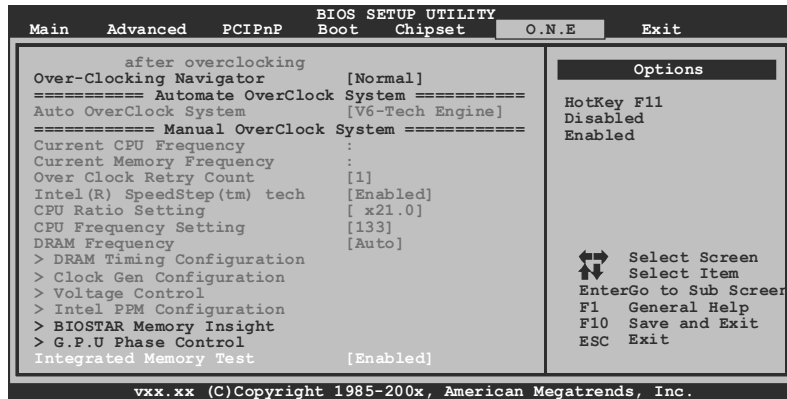 BIOS SETUP UTILITY
Main Advanced PCIPnP Boot Chipset O.N.E Exit
after overclocking
Over-Clocking Navigator [Normal]
=========== Automate OverClock System ===========
Auto OverClock System [V6-Tech Engine]
============ Manual OverClock System ============
Current CPU Frequency :
Current Memory Frequency :
Over Clock Retry Count [1]
Intel(R) SpeedStep(tm) tech [Enabled]
CPU Ratio Setting [ x21.0]
CPU Frequency Setting [133]
DRAM Frequency [Auto]
> DRAM Timing Configuration
> Clock Gen Configuration
> Voltage Control
> Intel PPM Configuration
> BIOSTAR Memory Insight
> G.P.U Phase Control
Integrated Memory Test [Enabled]
Options
HotKey F11
Disabled
Enabled
Select Screen
Select Item
EnterGo to Sub Screen
F1 General Help
F10 Save and Exit
ESC Exit
vxx.xx (C)Copyright 1985-200x, American Megatrends, Inc.